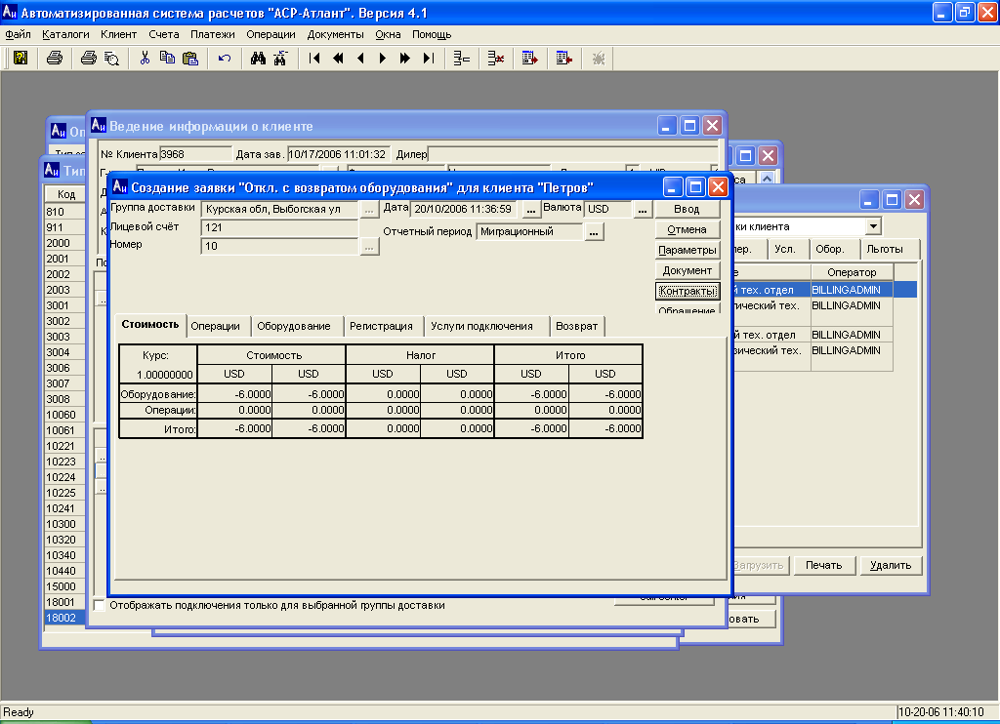 Автоматизированная система расчетов "АСР-Атлант". Версия 4.1
Файл Каталоги Клиент Счета Платежи Операции Документы Окна Помощь
Ведение информации о клиенте
№ Клиента 3968 Дата зав. 10/17/2006 11:01:32 Дилер
Создание заявки "Откл. с возвратом оборудования" для клиента "Петров"
Группа доставки Курская обл, Выбогская ул ... Дата 20/10/2006 11:36:59 ... Валюта USD ... Ввод
Лицевой счёт 121 Отчетный период Миграционный ... Отмена
Номер 10 ... Параметры
Документ
Контракты
Обращение
Стоимость Операции Оборудование Регистрация Услуги подключения Возврат
Курс: Стоимость Налог Итого
1.00000000 USD USD USD USD USD USD
Оборудование: -6.0000 -6.0000 0.0000 0.0000 -6.0000 -6.0000
Операции: 0.0000 0.0000 0.0000 0.0000 0.0000 0.0000
Итого: -6.0000 -6.0000 0.0000 0.0000 -6.0000 -6.0000
Отображать подключения только для выбранной группы доставки
Код
810
911
2000
2001
2002
2003
3001
3002
3003
3004
3006
3007
3008
10060
10061
10221
10223
10224
10225
10241
10300
10320
10340
10440
15000
18001
18002
ки клиента
пер. Усл. Обор. Льготы
е Оператор
й тех. отдел BILLINGADMIN
ический тех. BILLINGADMIN
й тех. отдел BILLINGADMIN
зический тех. BILLINGADMIN
Загрузить Печать Удалить
овать
Ready 10-20-06 11:40:10